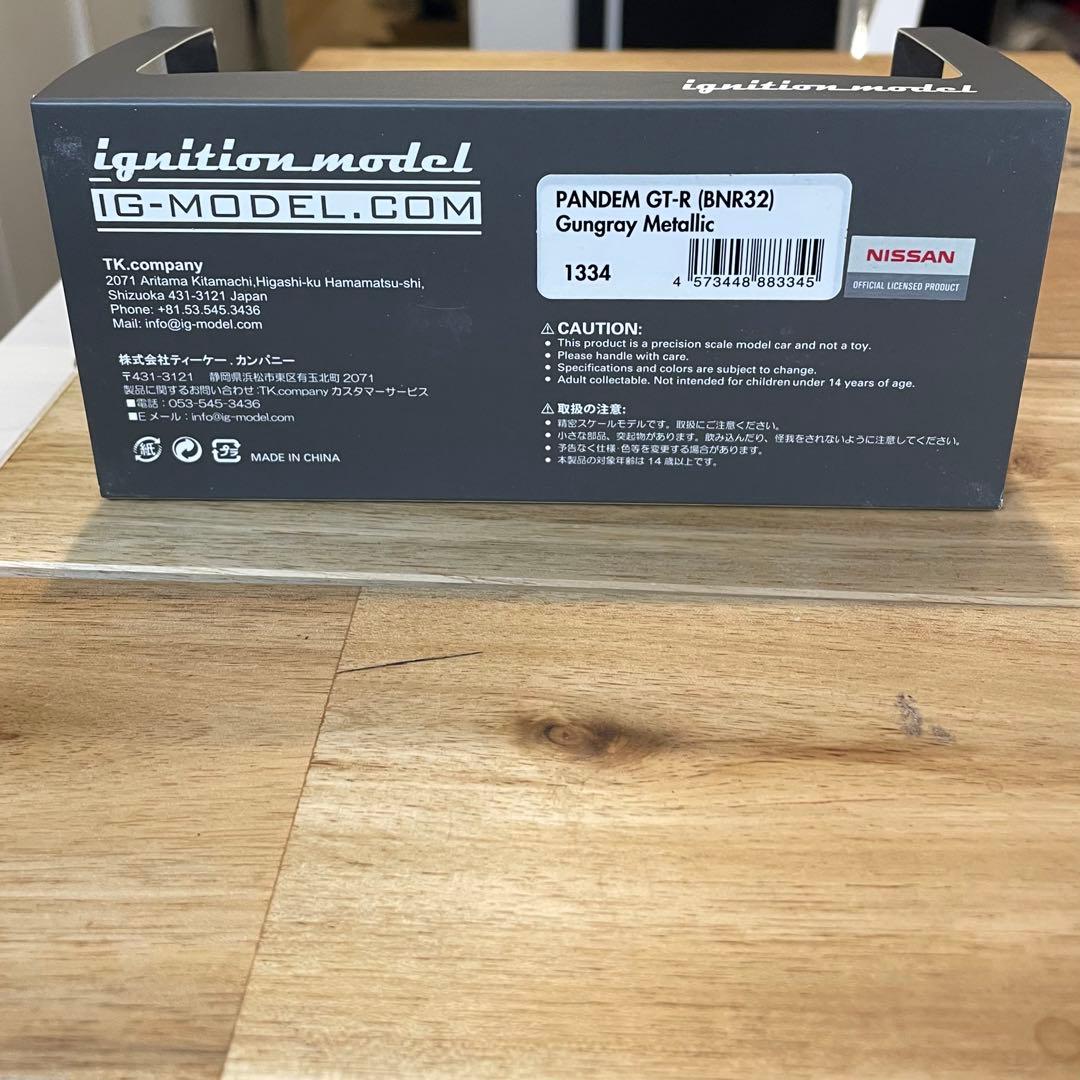 ignition model
ignition model
IG-MODEL.COM
TK.company
2071 Aritama Kitamachi,Higashi-ku Hamamatsu-shi,
Shizuoka 431-3121 Japan
Phone: +81.53.545.3436
Mail: info@ig-model.com
株式会社ティーケー.カンパニー
〒431-3121 静岡県浜松市東区有玉北町 2071
製品に関するお問い合わせ:TK.company カスタマーサービス
■電話:053-545-3436
■E メール:info@ig-model.com
紙
プラ
MADE IN CHINA
PANDEM GT-R (BNR32)
Gungray Metallic
1334
4 573448 883345
NISSAN
OFFICIAL LICENSED PRODUCT
⚠ CAUTION:
• This product is a precision scale model car and not a toy.
• Please handle with care.
• Specifications and colors are subject to change.
• Adult collectable. Not intended for children under 14 years of age.
⚠ 取扱の注意:
• 精密スケールモデルです。取扱にご注意ください。
• 小さな部品、突起物があります。飲み込んだり、怪我をされないように注意してください。
• 予告なく仕様·色等を変更する場合があります。
• 本製品の対象年齢は 14 歳以上です。